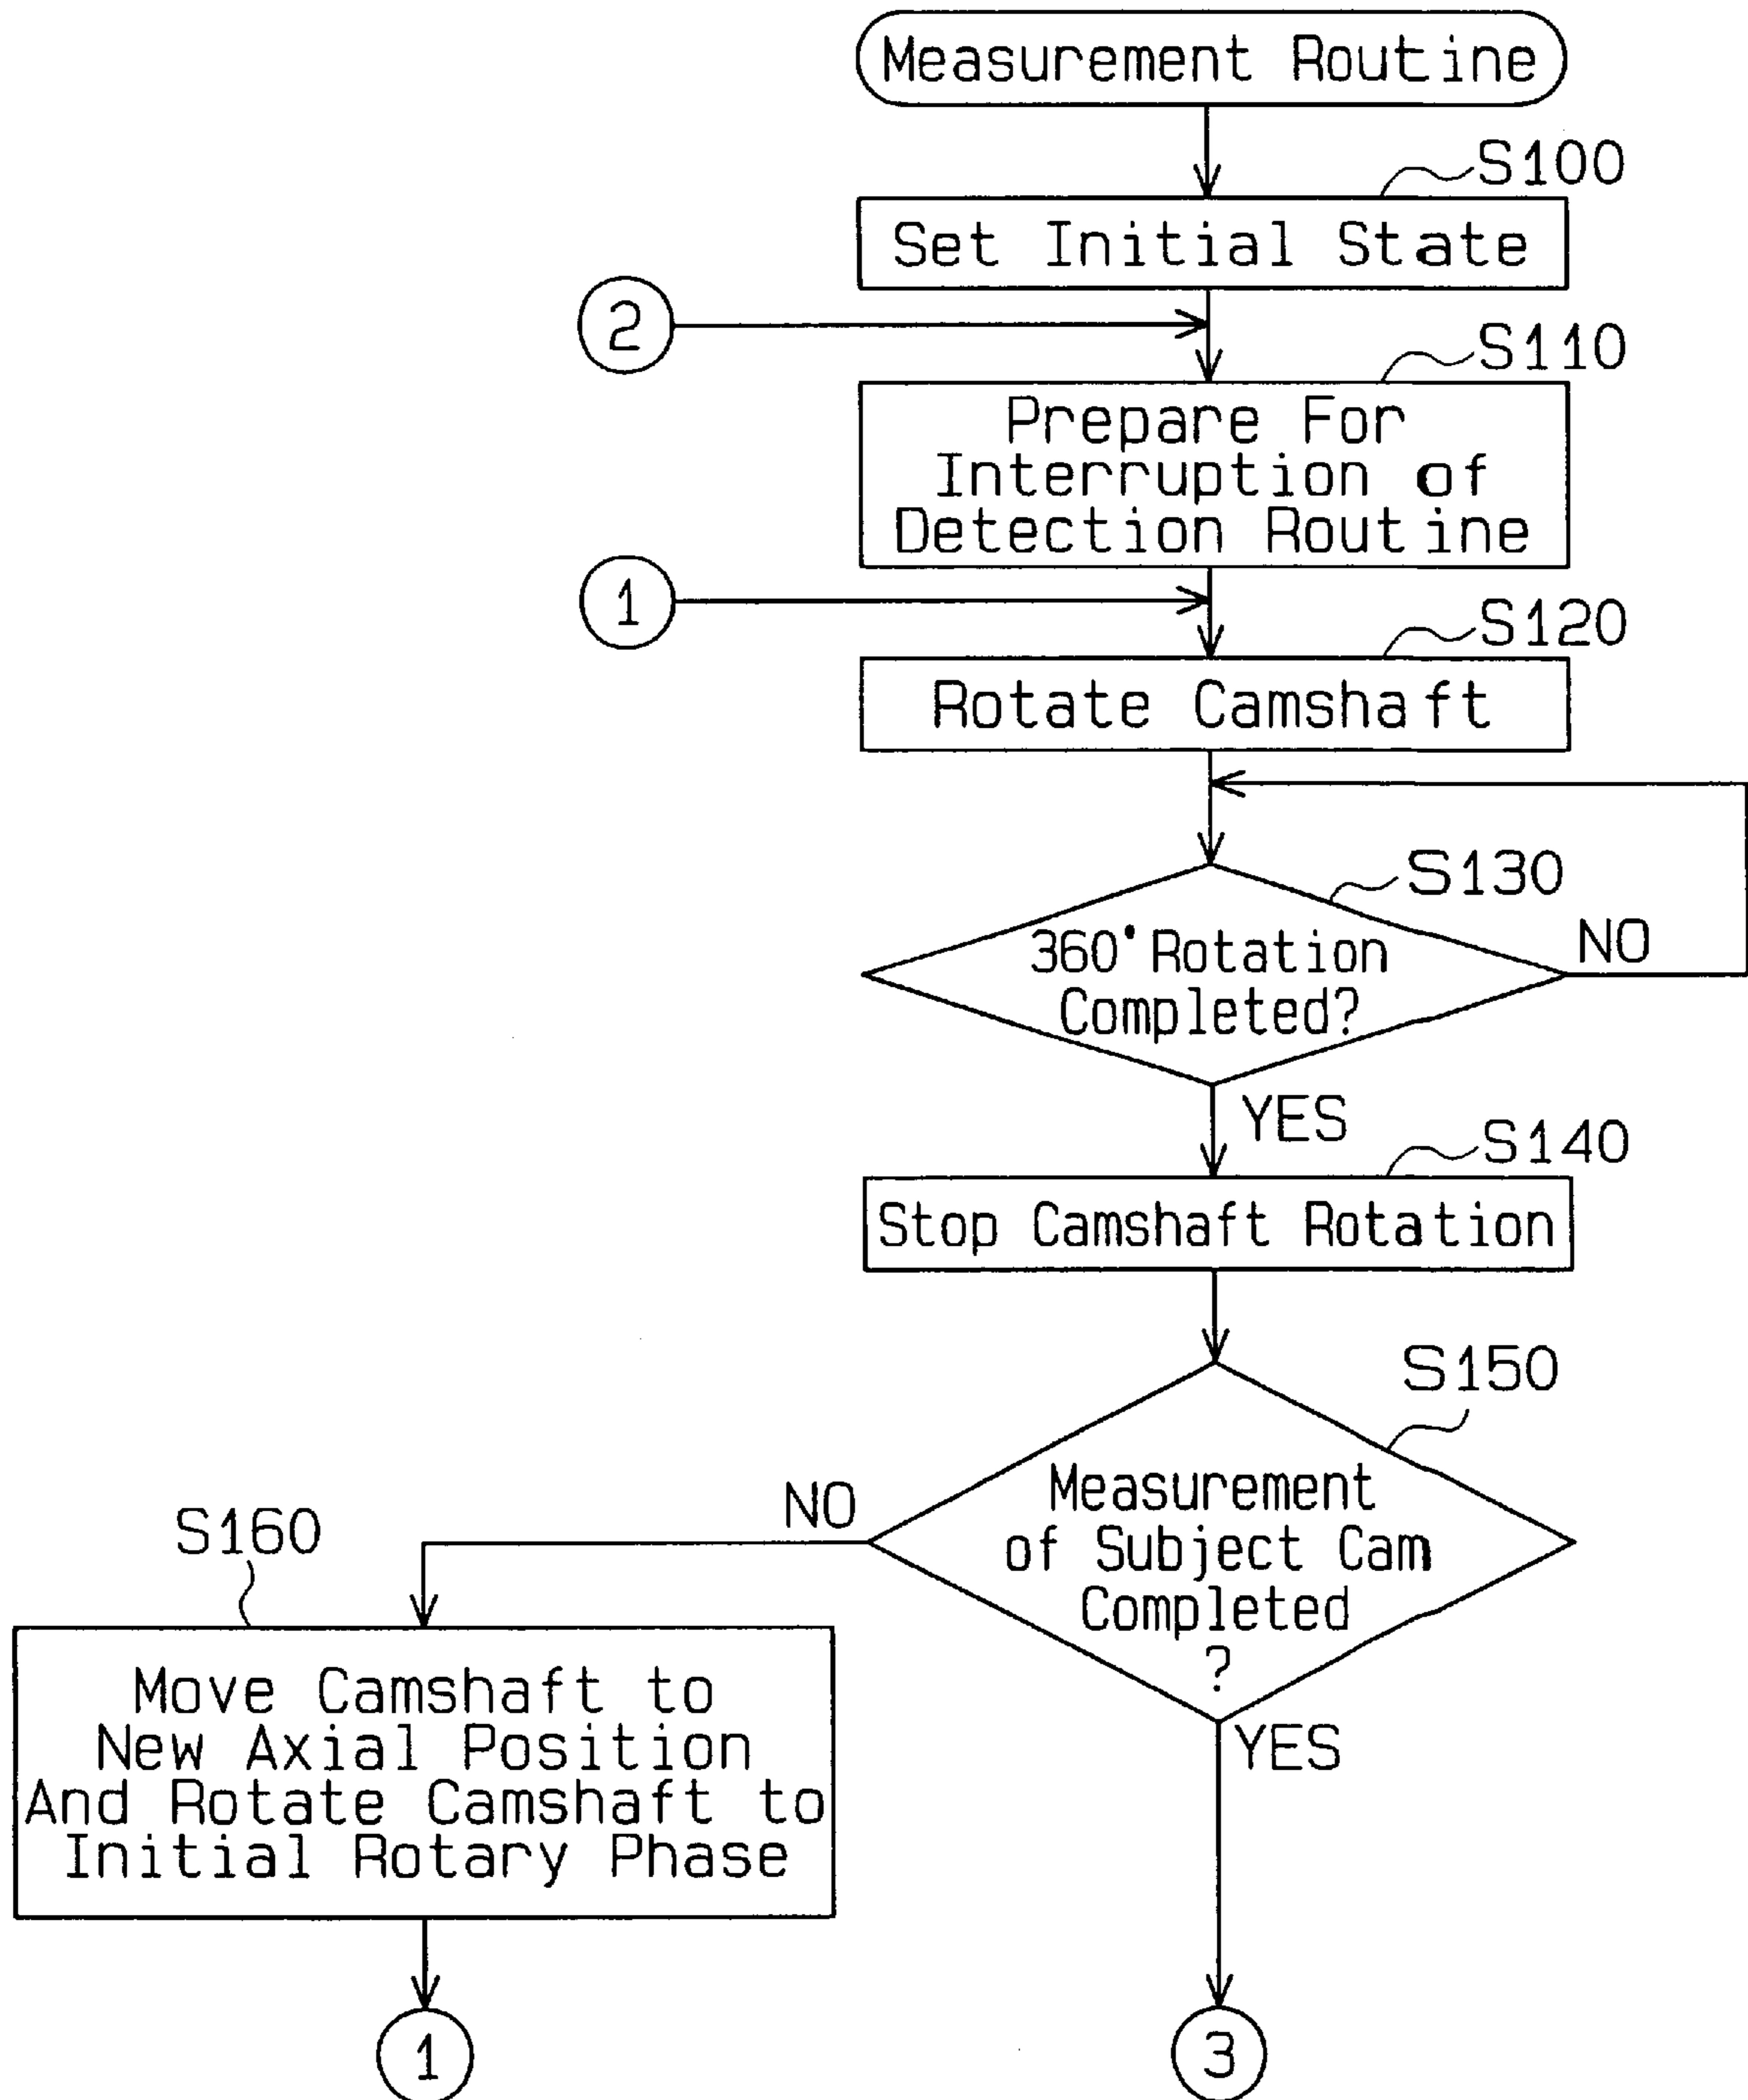 Measurement Routine
S100
Set Initial State
2
S110
Prepare For
Interruption of
Detection Routine
1
S120
Rotate Camshaft
S130
NO
360° Rotation
Completed?
YES
S140
Stop Camshaft Rotation
S150
Measurement
of Subject Cam
Completed
?
NO
S160
Move Camshaft to
New Axial Position
And Rotate Camshaft to
Initial Rotary Phase
YES
1
3